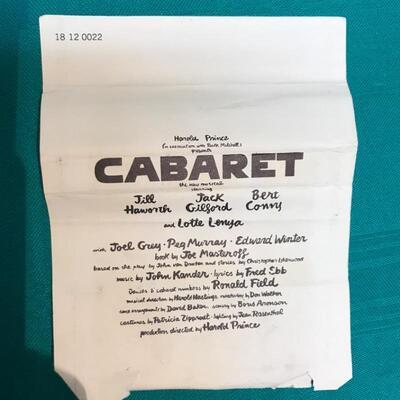 18 12 0022
Harold Prince
(in association with Ruth Mitchell)
presents
CABARET
the new musical
starring
Jill Haworth Jack Gilford Bert Convy
and Lotte Lenya
with Joel Grey • Peg Murray • Edward Winter
book by Joe Masteroff
based on the play by John van Druten and stories by Christopher Isherwood
music by John Kander • lyrics by Fred Ebb
Dances & cabaret numbers by Ronald Field
musical direction by Harold Hastings orchestrator by Don Walker
dance arrangements by David Baker scenery by Boris Aronson
costumes by Patricia Zipprodt • lighting by Jean Rosenthal
production directed by Harold Prince